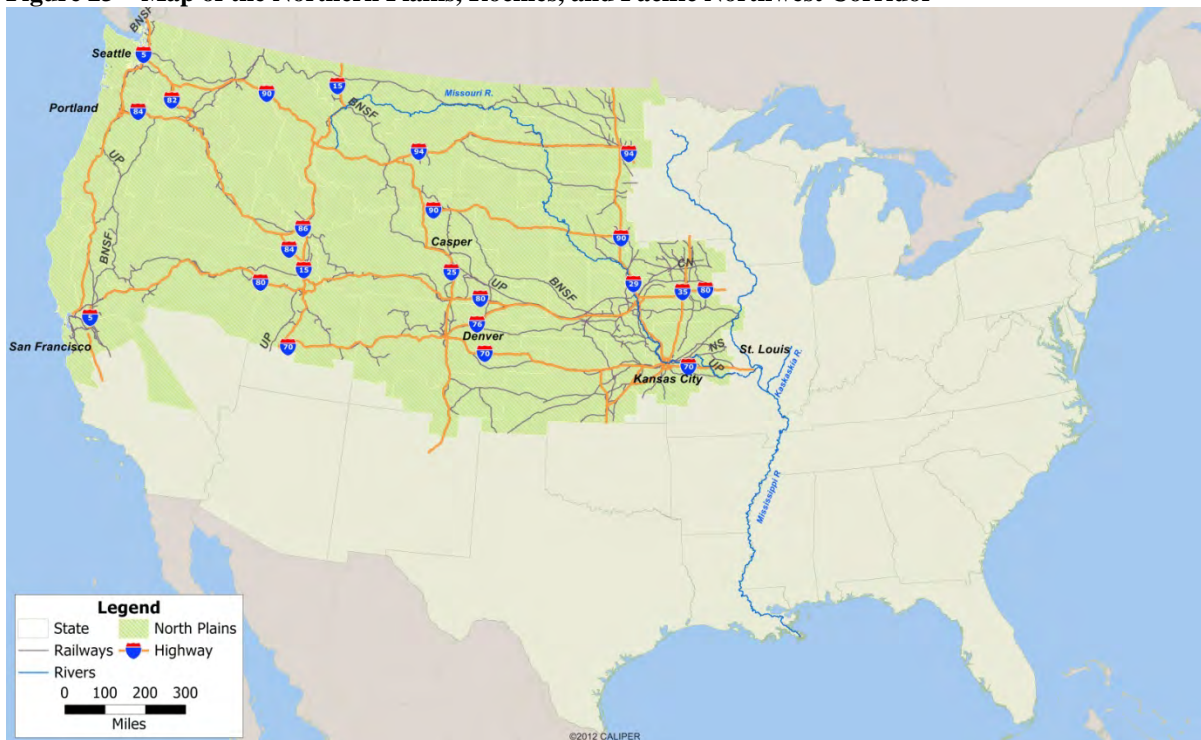 Figure 23 – Map of the Northern Plains, Rockies, and Pacific Northwest Corridor
BNSF
Seattle
5
15
Missouri R.
82
90
BNSF
Portland
84
94
94
UP
90
90
86
Casper
84
CN
BNSF
15
25
UP
BNSF
29
80
80
35
80
5
76
Denver
San Francisco
UP
70
70
NS
St. Louis
Kansas City
70
UP
Kaskaskia R.
Mississippi R
Legend
State
North Plains
Railways
Highway
Rivers
0 100 200 300
Miles
©2012 CALIPER